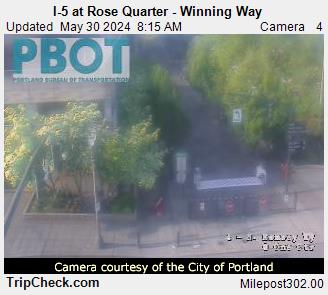 I-5 at Rose Quarter - Winning Way
Updated May 30 2024 8:15 AM Camera 4
PBOT
PORTLAND BUREAU OF TRANSPORTATION
Camera courtesy of the City of Portland
TripCheck.com Milepost302.00